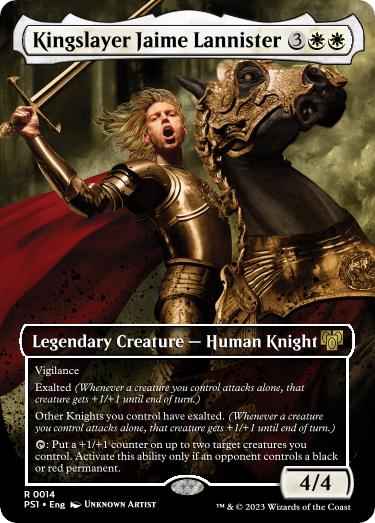 Kingslayer Jaime Lannister 3
Legendary Creature — Human Knight
Vigilance
Exalted (Whenever a creature you control attacks alone, that
creature gets +1/+1 until end of turn.)
Other Knights you control have exalted. (Whenever a creature
you control attacks alone, that creature gets +1/+1 until end of turn.)
: Put a +1/+1 counter on up to two target creatures you
control. Activate this ability only if an opponent controls a black
or red permanent.
4/4
R 0014
PS1 • Eng Unknown Artist
™ & © 2023 Wizards of the Coast